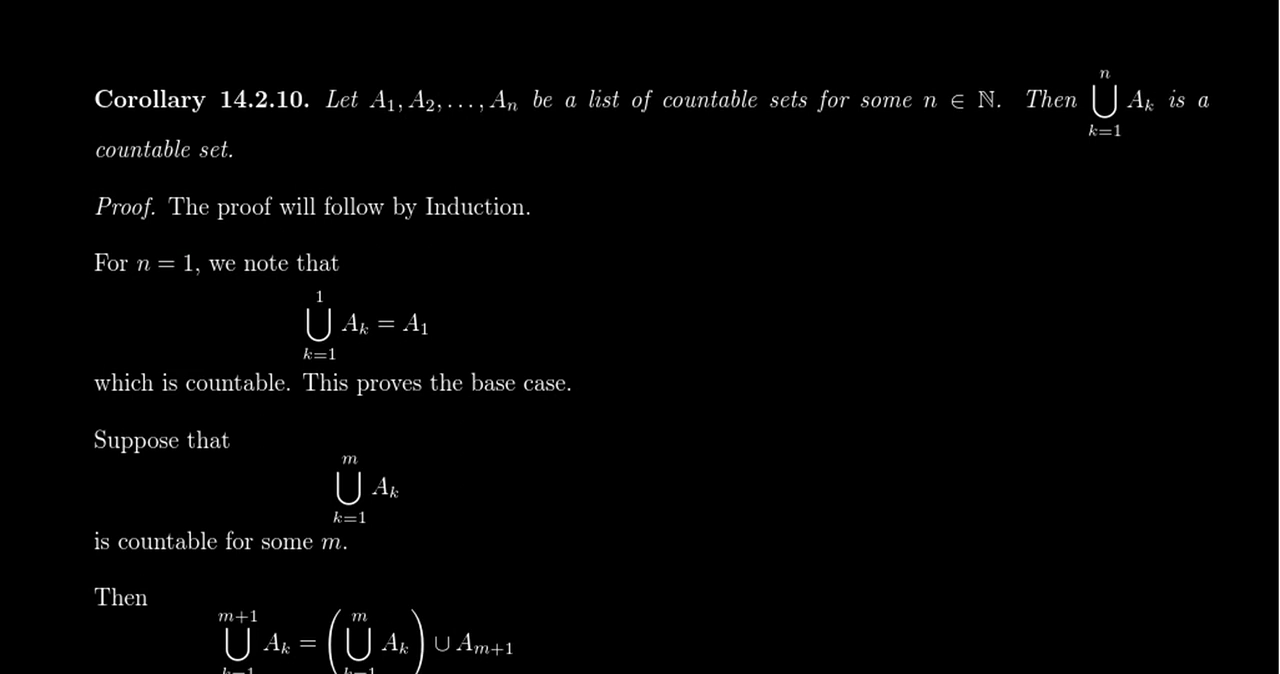 Corollary 14.2.10. Let A₁, A₂, . . . , Aₙ be a list of countable sets for some n ∈ ℕ. Then ⋃ₖ₌₁ⁿ Aₖ is a
countable set.
Proof. The proof will follow by Induction.
For n = 1, we note that
⋃ₖ₌₁¹ Aₖ = A₁
which is countable. This proves the base case.
Suppose that
⋃ₖ₌₁ᵐ Aₖ
is countable for some m.
Then
⋃ₖ₌₁ᵐ⁺¹ Aₖ = (⋃ₖ₌₁ᵐ Aₖ) ∪ Aₘ₊₁